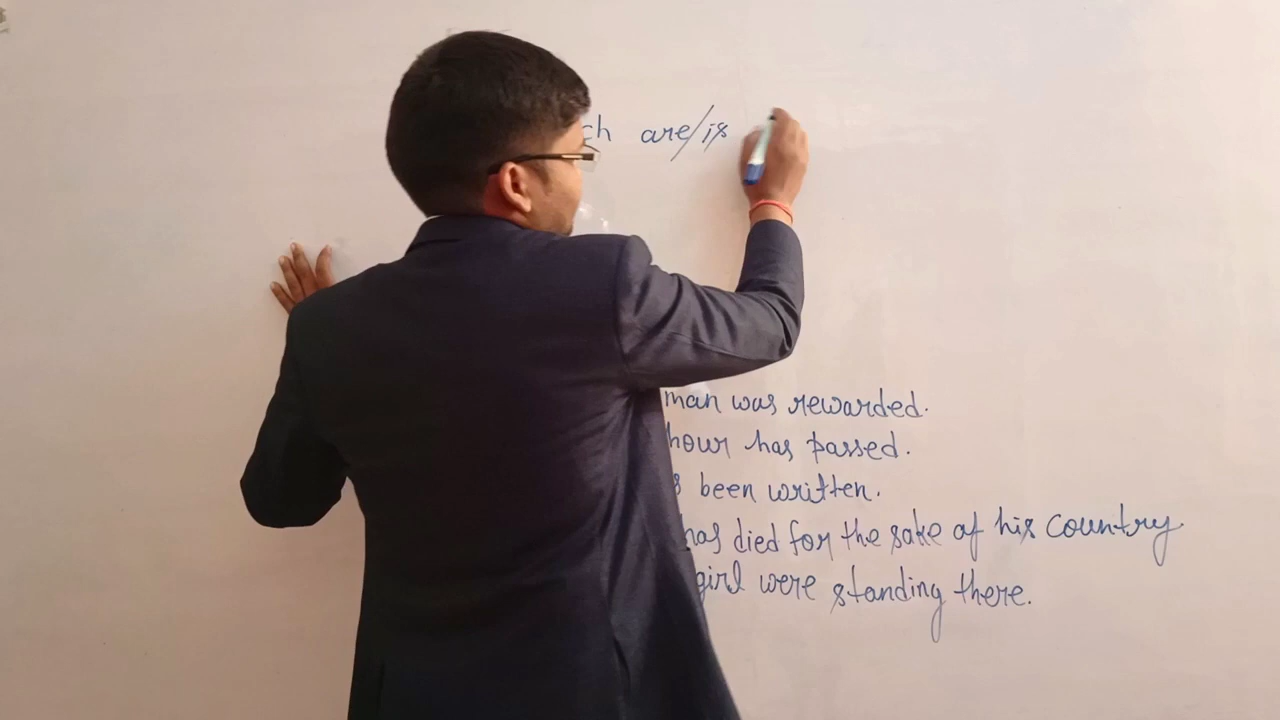 ch are/is
man was rewarded.
hour has passed.
s been written.
has died for the sake of his country.
girl were standing there.